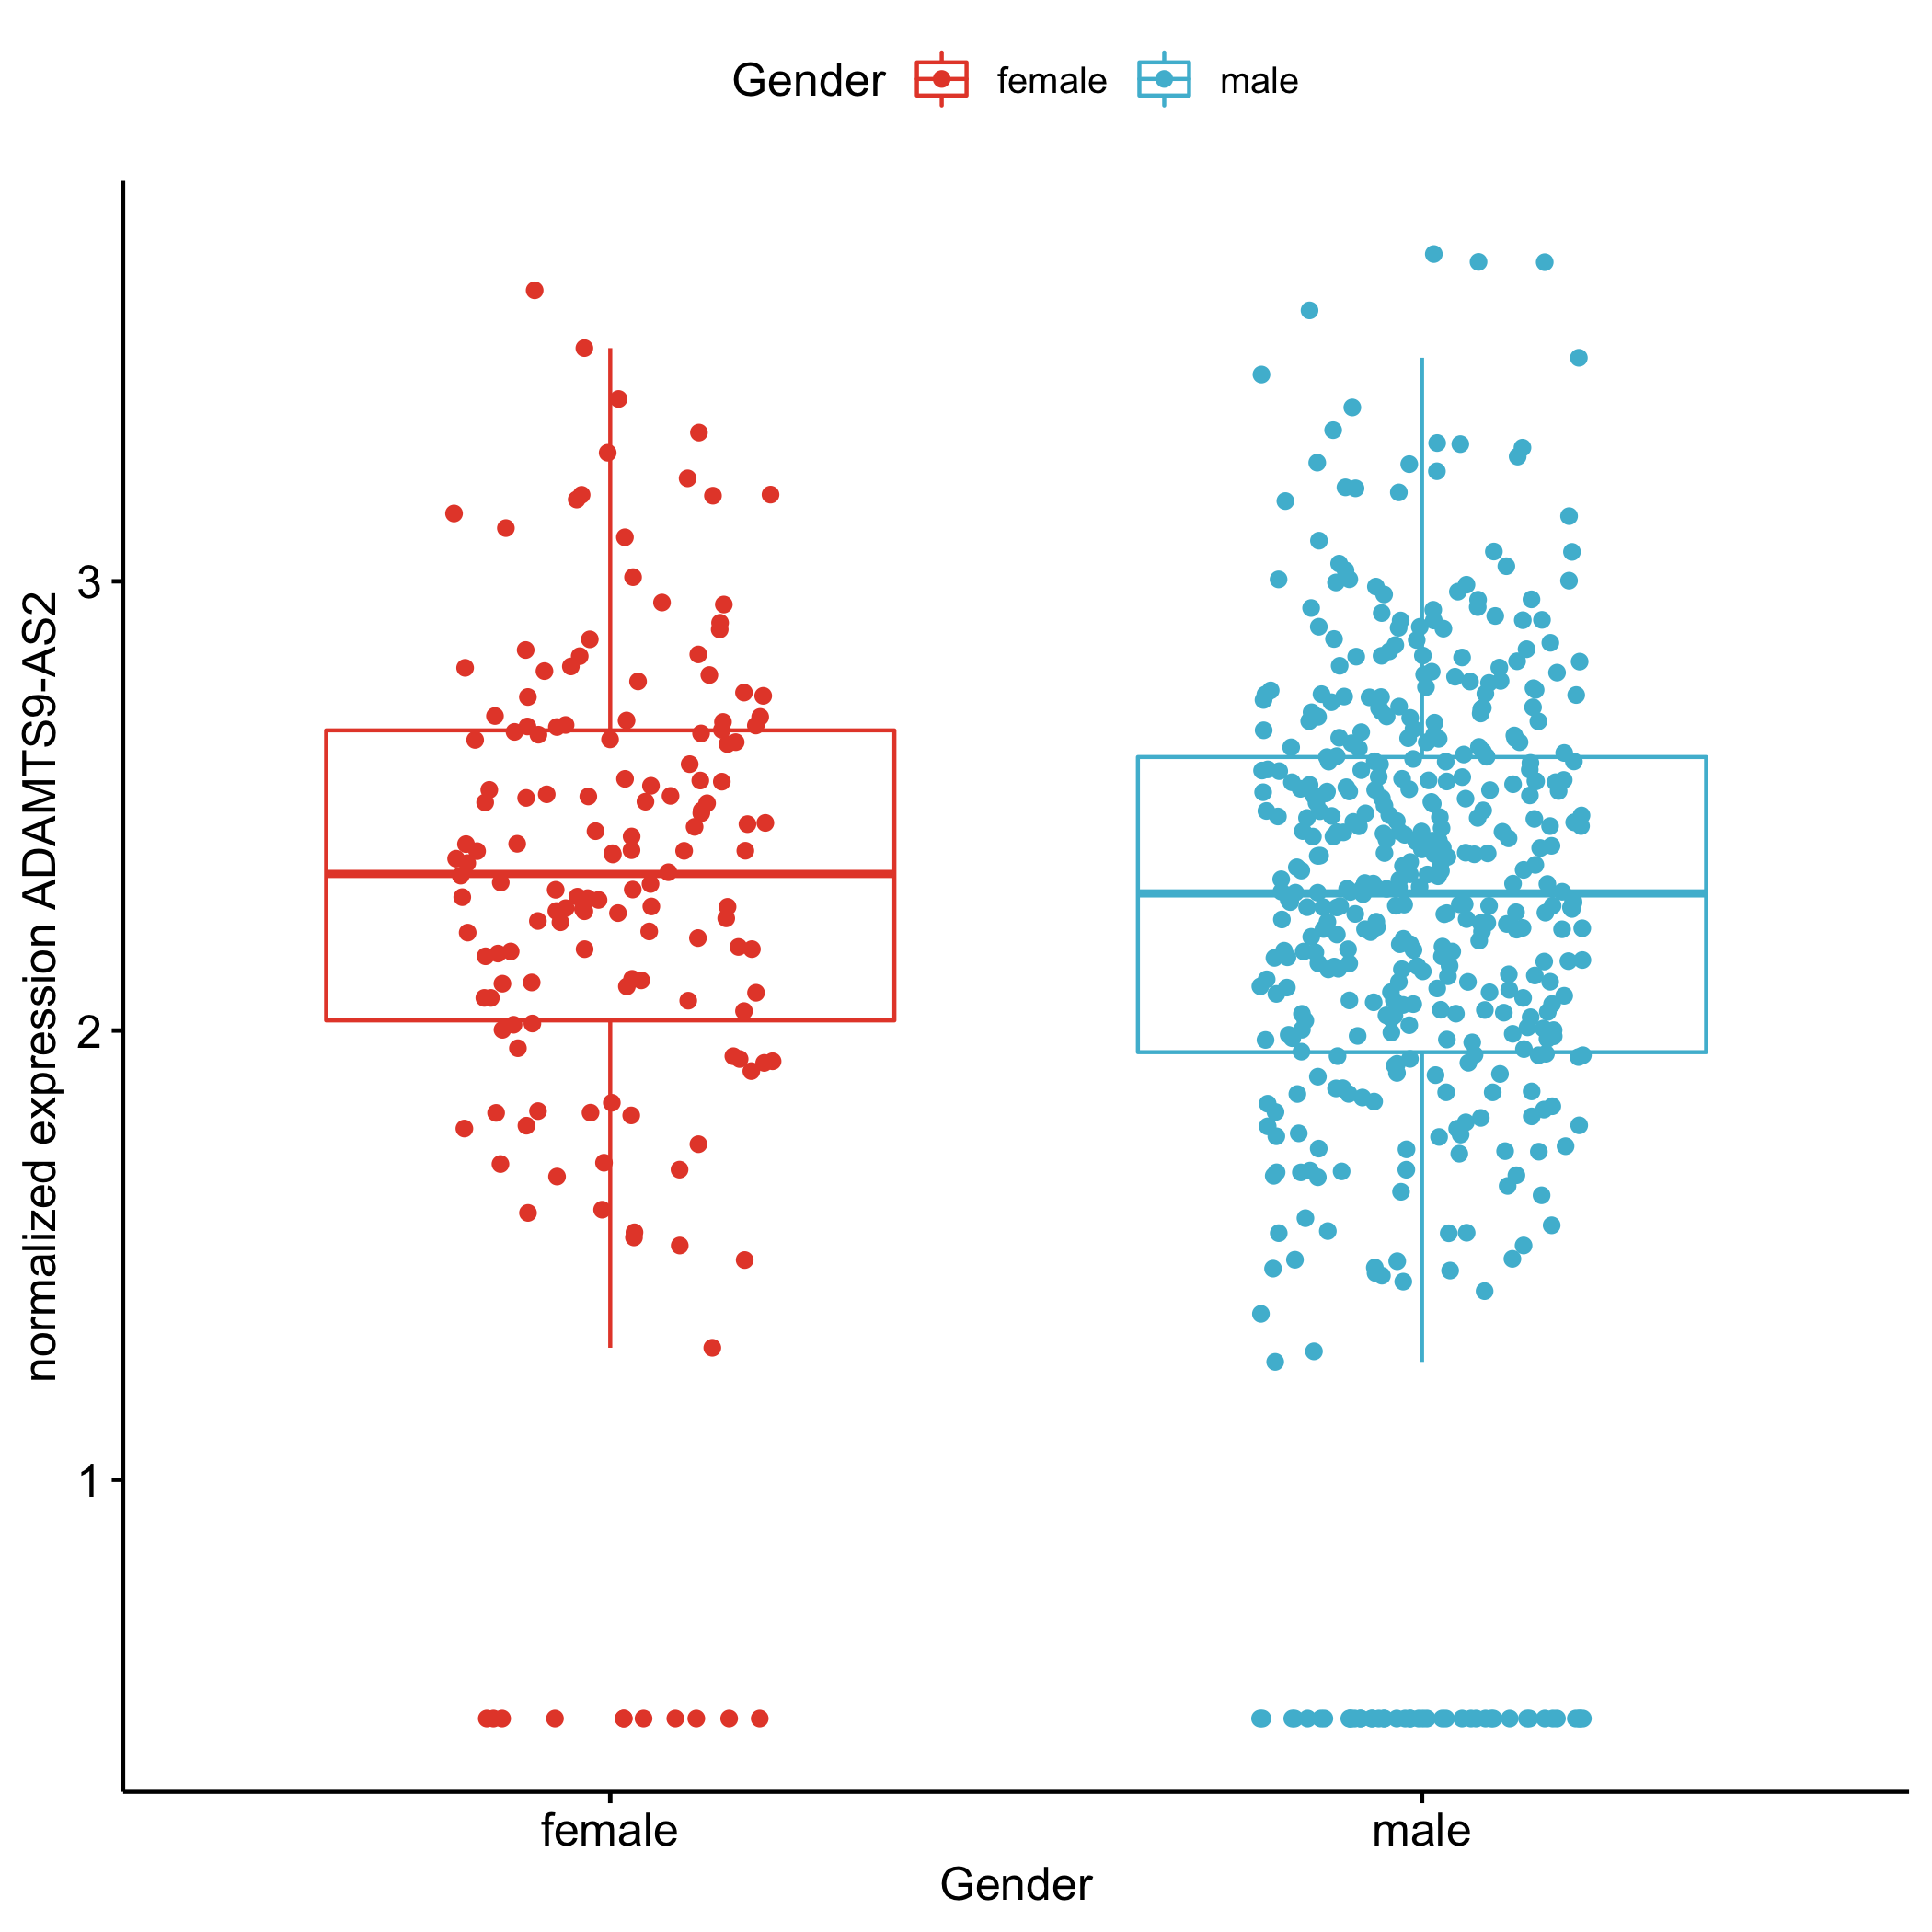 Gender female male
normalized expression ADAMTS9-AS2
3
2
1
female male
Gender